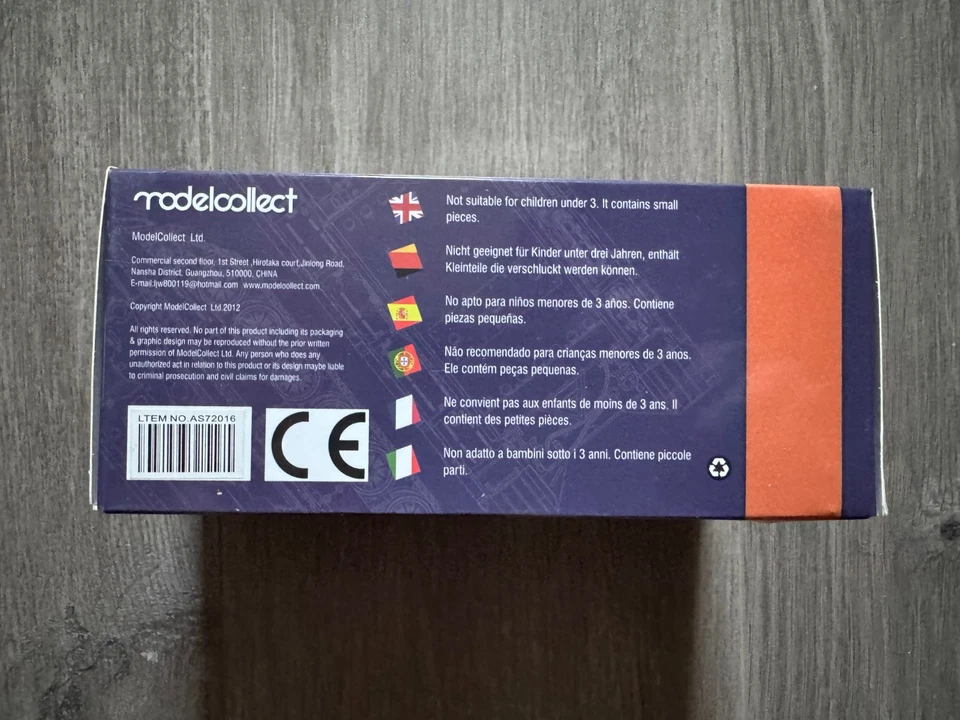 modelcollect
ModelCollect Ltd.
Commercial second floor, 1st Street ,Hirotaka court,Jinlong Road,
Nansha District, Guangzhou, 510000, CHINA
E-mail:ljw800119@hotmail.com www.modelcollect.com
Copyright ModelCollect Ltd.2012
All rights reserved. No part of this product including its packaging
& graphic design may be reproduced without the prior written
permission of ModelCollect Ltd. Any person who does any
unauthorized act in relation to this product or its design maybe liable
to criminal prosecution and civil claims for damages.
LTEM NO.AS72016
CE
Not suitable for children under 3. It contains small
pieces.
Nicht geeignet für Kinder unter drei Jahren, enthält
Kleinteile die verschluckt werden können.
No apto para niños menores de 3 años. Contiene
piezas pequeñas.
Não recomendado para crianças menores de 3 anos.
Ele contém peças pequenas.
Ne convient pas aux enfants de moins de 3 ans. Il
contient des petites pièces.
Non adatto a bambini sotto i 3 anni. Contiene piccole
parti.